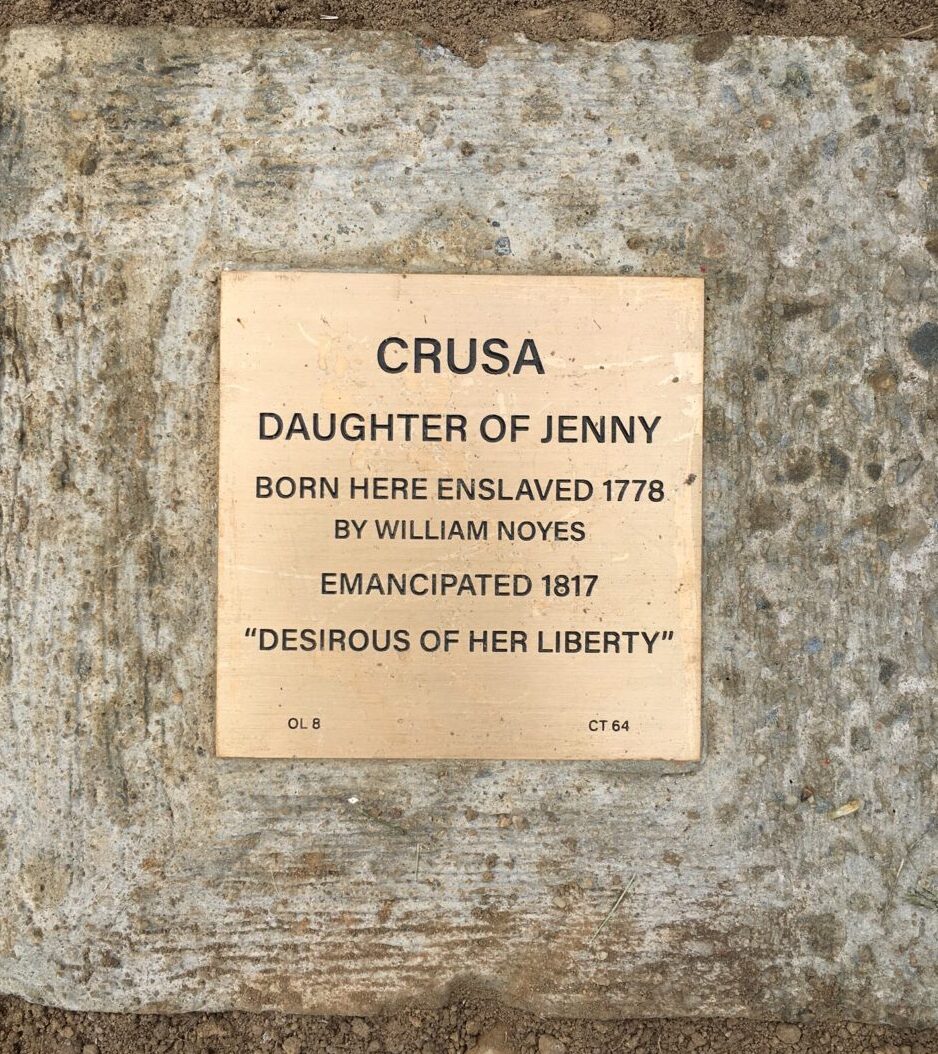 CRUSA
DAUGHTER OF JENNY
BORN HERE ENSLAVED 1778
BY WILLIAM NOYES
EMANCIPATED 1817
“DESIROUS OF HER LIBERTY”
OL 8 CT 64